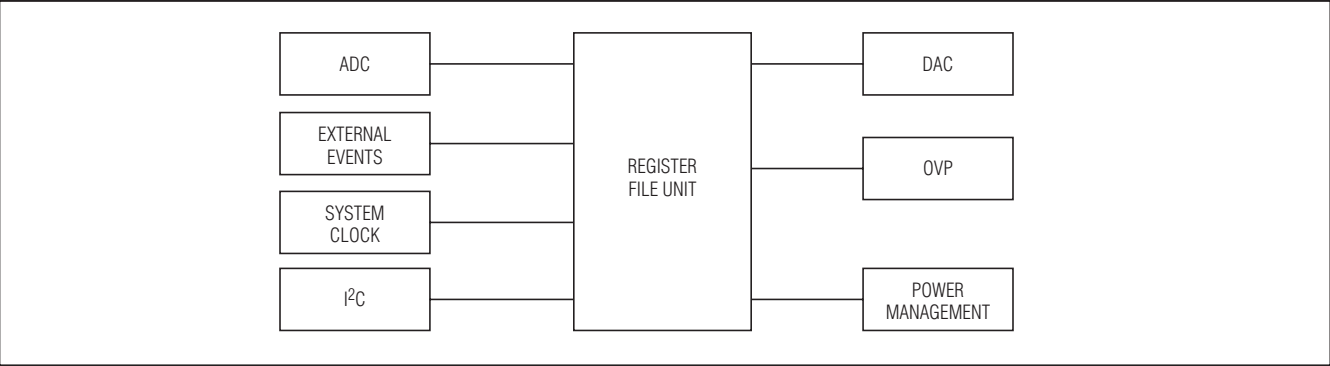 ADC
EXTERNAL
EVENTS
SYSTEM
CLOCK
I²C
REGISTER
FILE UNIT
DAC
OVP
POWER
MANAGEMENT